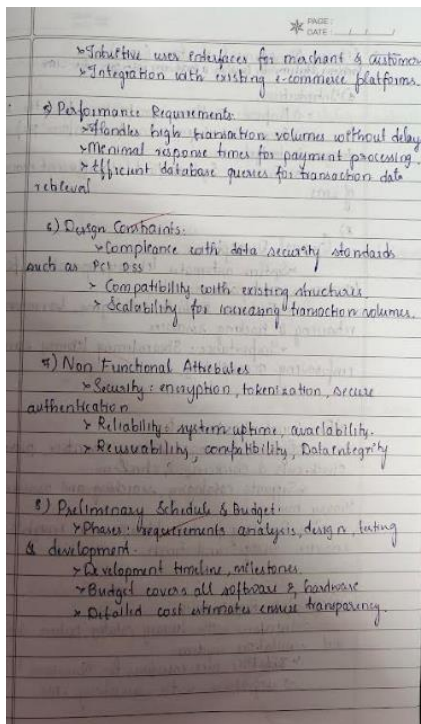 PAGE:
DATE: / /
➤ Intuitive user interfaces for merchant & customer
➤ Integration with existing e-commerce platforms.
5) Performance Requirements:
➤ Handles high transation volumes without delay
➤ Minimal response times for payment processing.
➤ Efficient database queries for transaction data
retrieval
6) Design Constraints:
➤ Compliance with data security standards
such as PCI DSS
➤ Compatibility with existing structures.
➤ Scalability for increasing transaction volumes.
7) Non Functional Attributes
➤ Security: encryption, tokenization, secure
authentication
➤ Reliability: system uptime, availability.
➤ Reusability, compatibility, Data integrity
8) Preliminary Schedule & Budget:
➤ Phases: requirements analysis, design, testing
& development.
➤ Development timeline, milestones.
➤ Budget covers all software & hardware
➤ Detailed cost estimates ensure transparency.